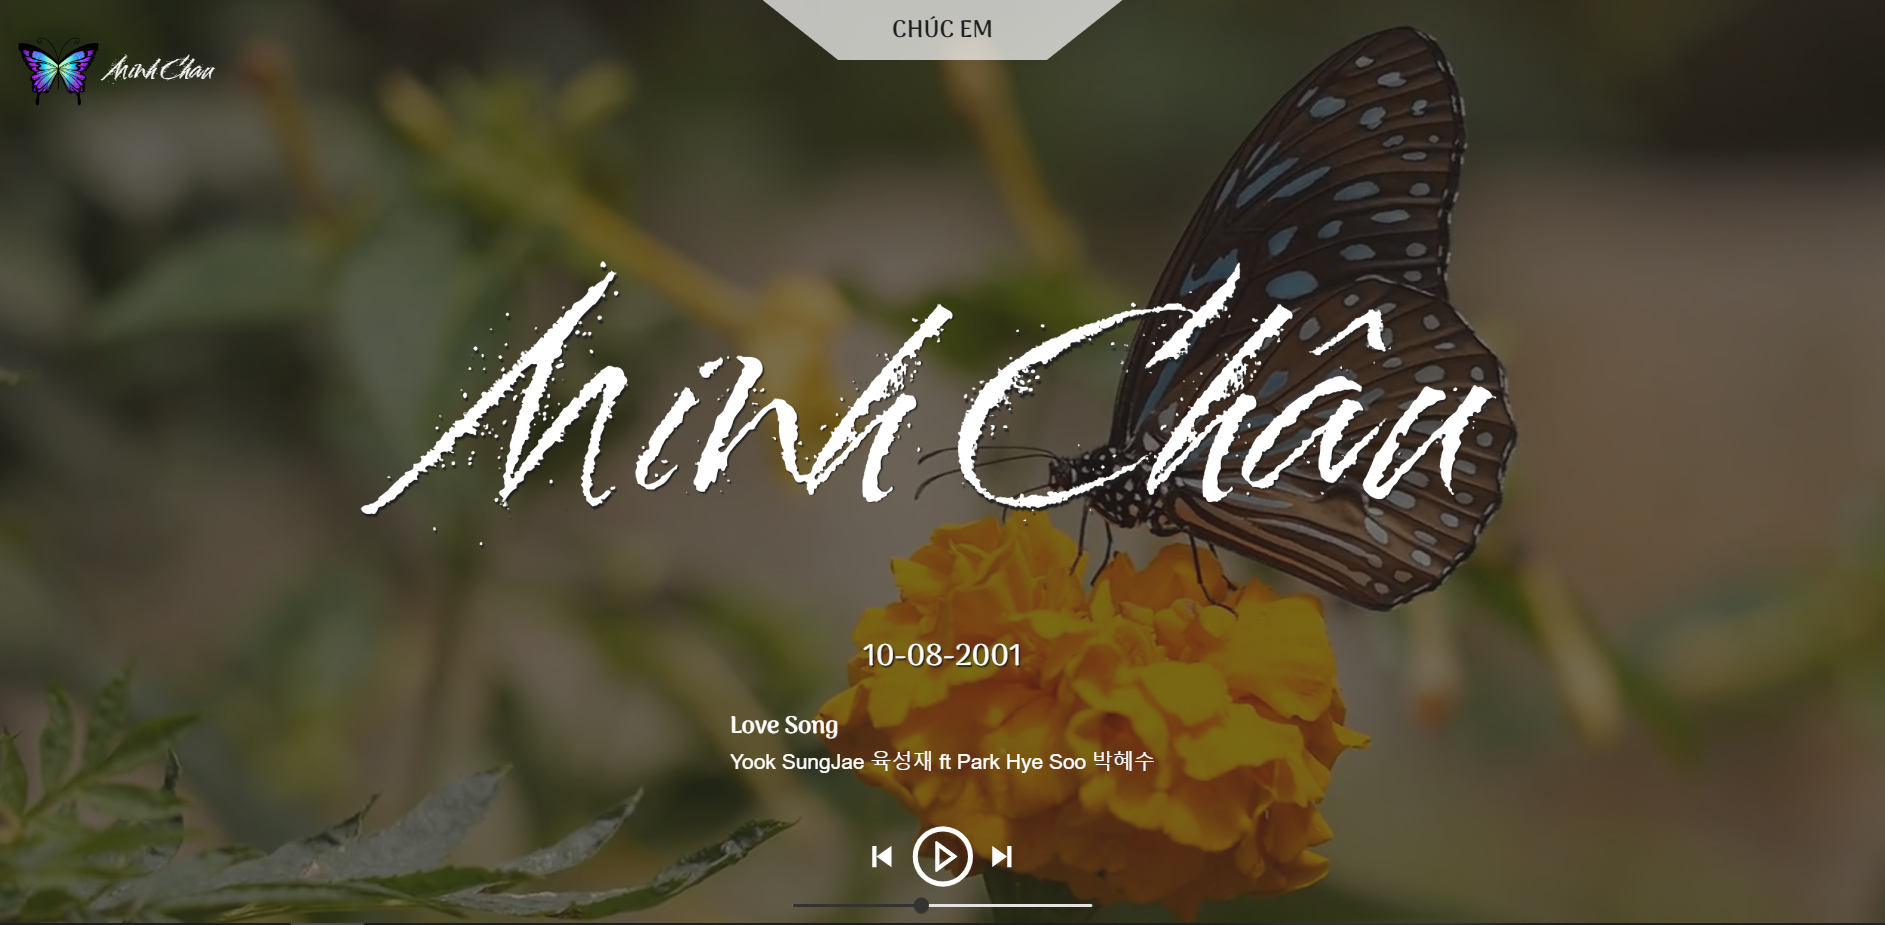 CHÚC EM
Minh Chau
Minh Châu
10-08-2001
Love Song
Yook SungJae 육성재 ft Park Hye Soo 박혜수